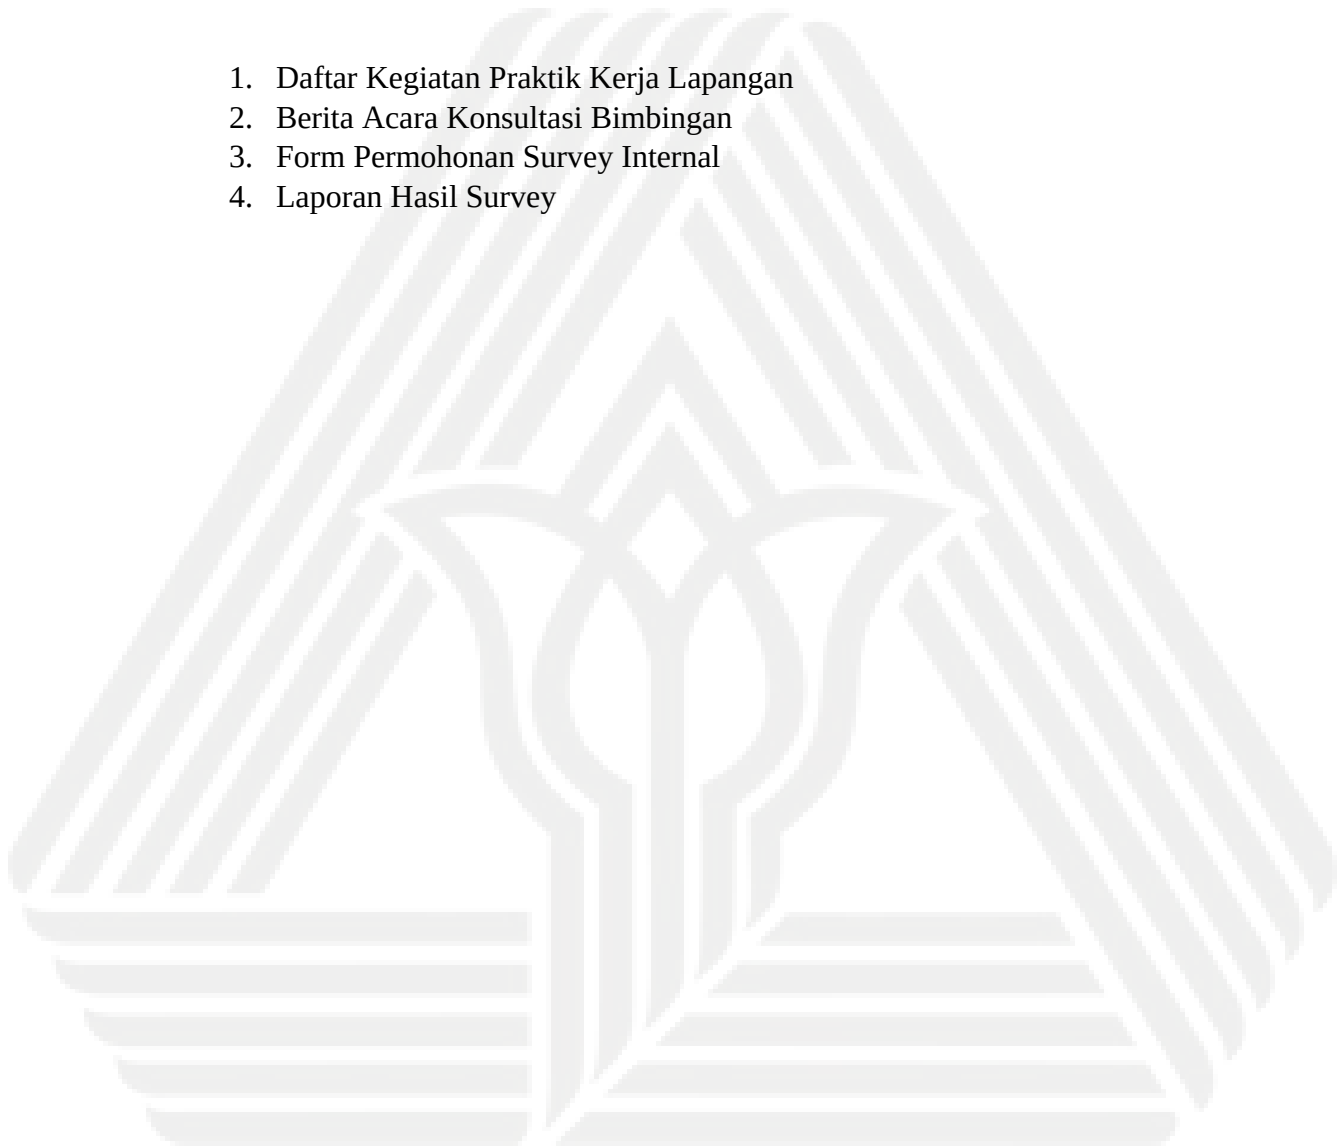 1. Daftar Kegiatan Praktik Kerja Lapangan
2. Berita Acara Konsultasi Bimbingan
3. Form Permohonan Survey Internal
4. Laporan Hasil Survey